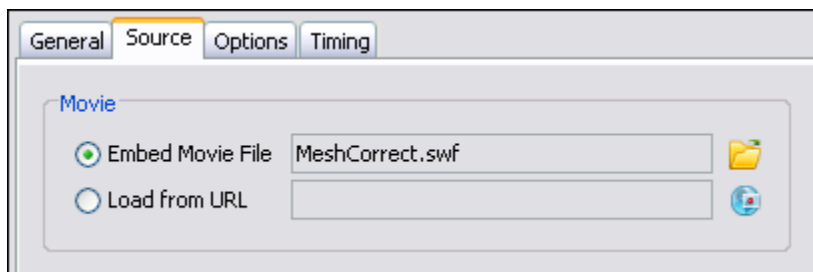 General Source Options Timing
Movie
Embed Movie File MeshCorrect.swf
Load from URL